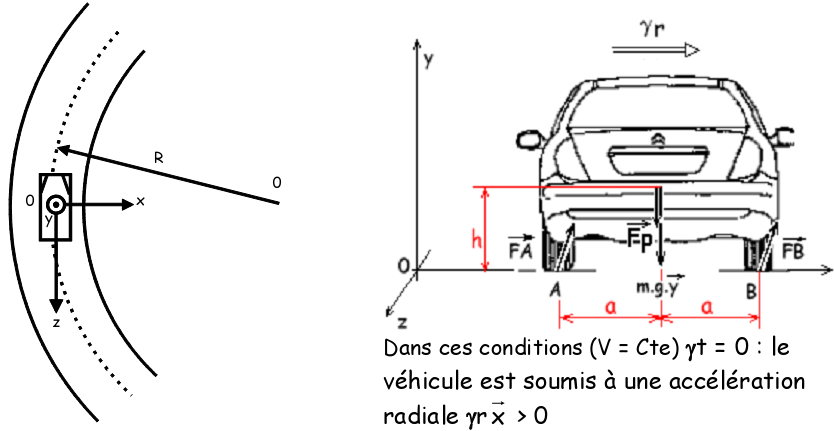 R
0
0
x
y
z
γr
y
h
Fp
FA
FB
0
A
m.g.y
B
a
a
z
Dans ces conditions (V = Cte) γt = 0 : le
véhicule est soumis à une accélération
radiale γr x > 0